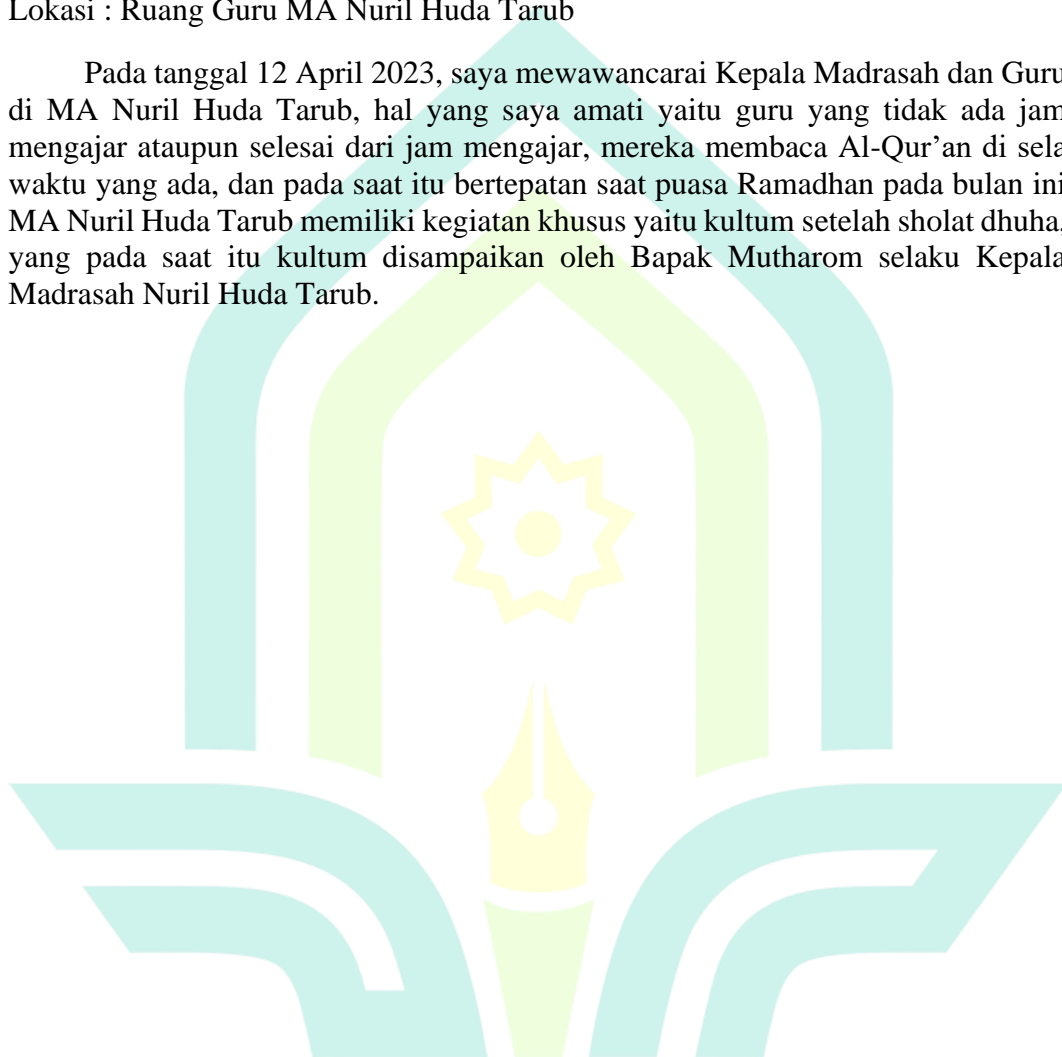 Lokasi : Ruang Guru MA Nuril Huda Tarub
Pada tanggal 12 April 2023, saya mewawancarai Kepala Madrasah dan Guru
di MA Nuril Huda Tarub, hal yang saya amati yaitu guru yang tidak ada jam
mengajar ataupun selesai dari jam mengajar, mereka membaca Al-Qur’an di sela
waktu yang ada, dan pada saat itu bertepatan saat puasa Ramadhan pada bulan ini
MA Nuril Huda Tarub memiliki kegiatan khusus yaitu kultum setelah sholat dhuha,
yang pada saat itu kultum disampaikan oleh Bapak Mutharom selaku Kepala
Madrasah Nuril Huda Tarub.